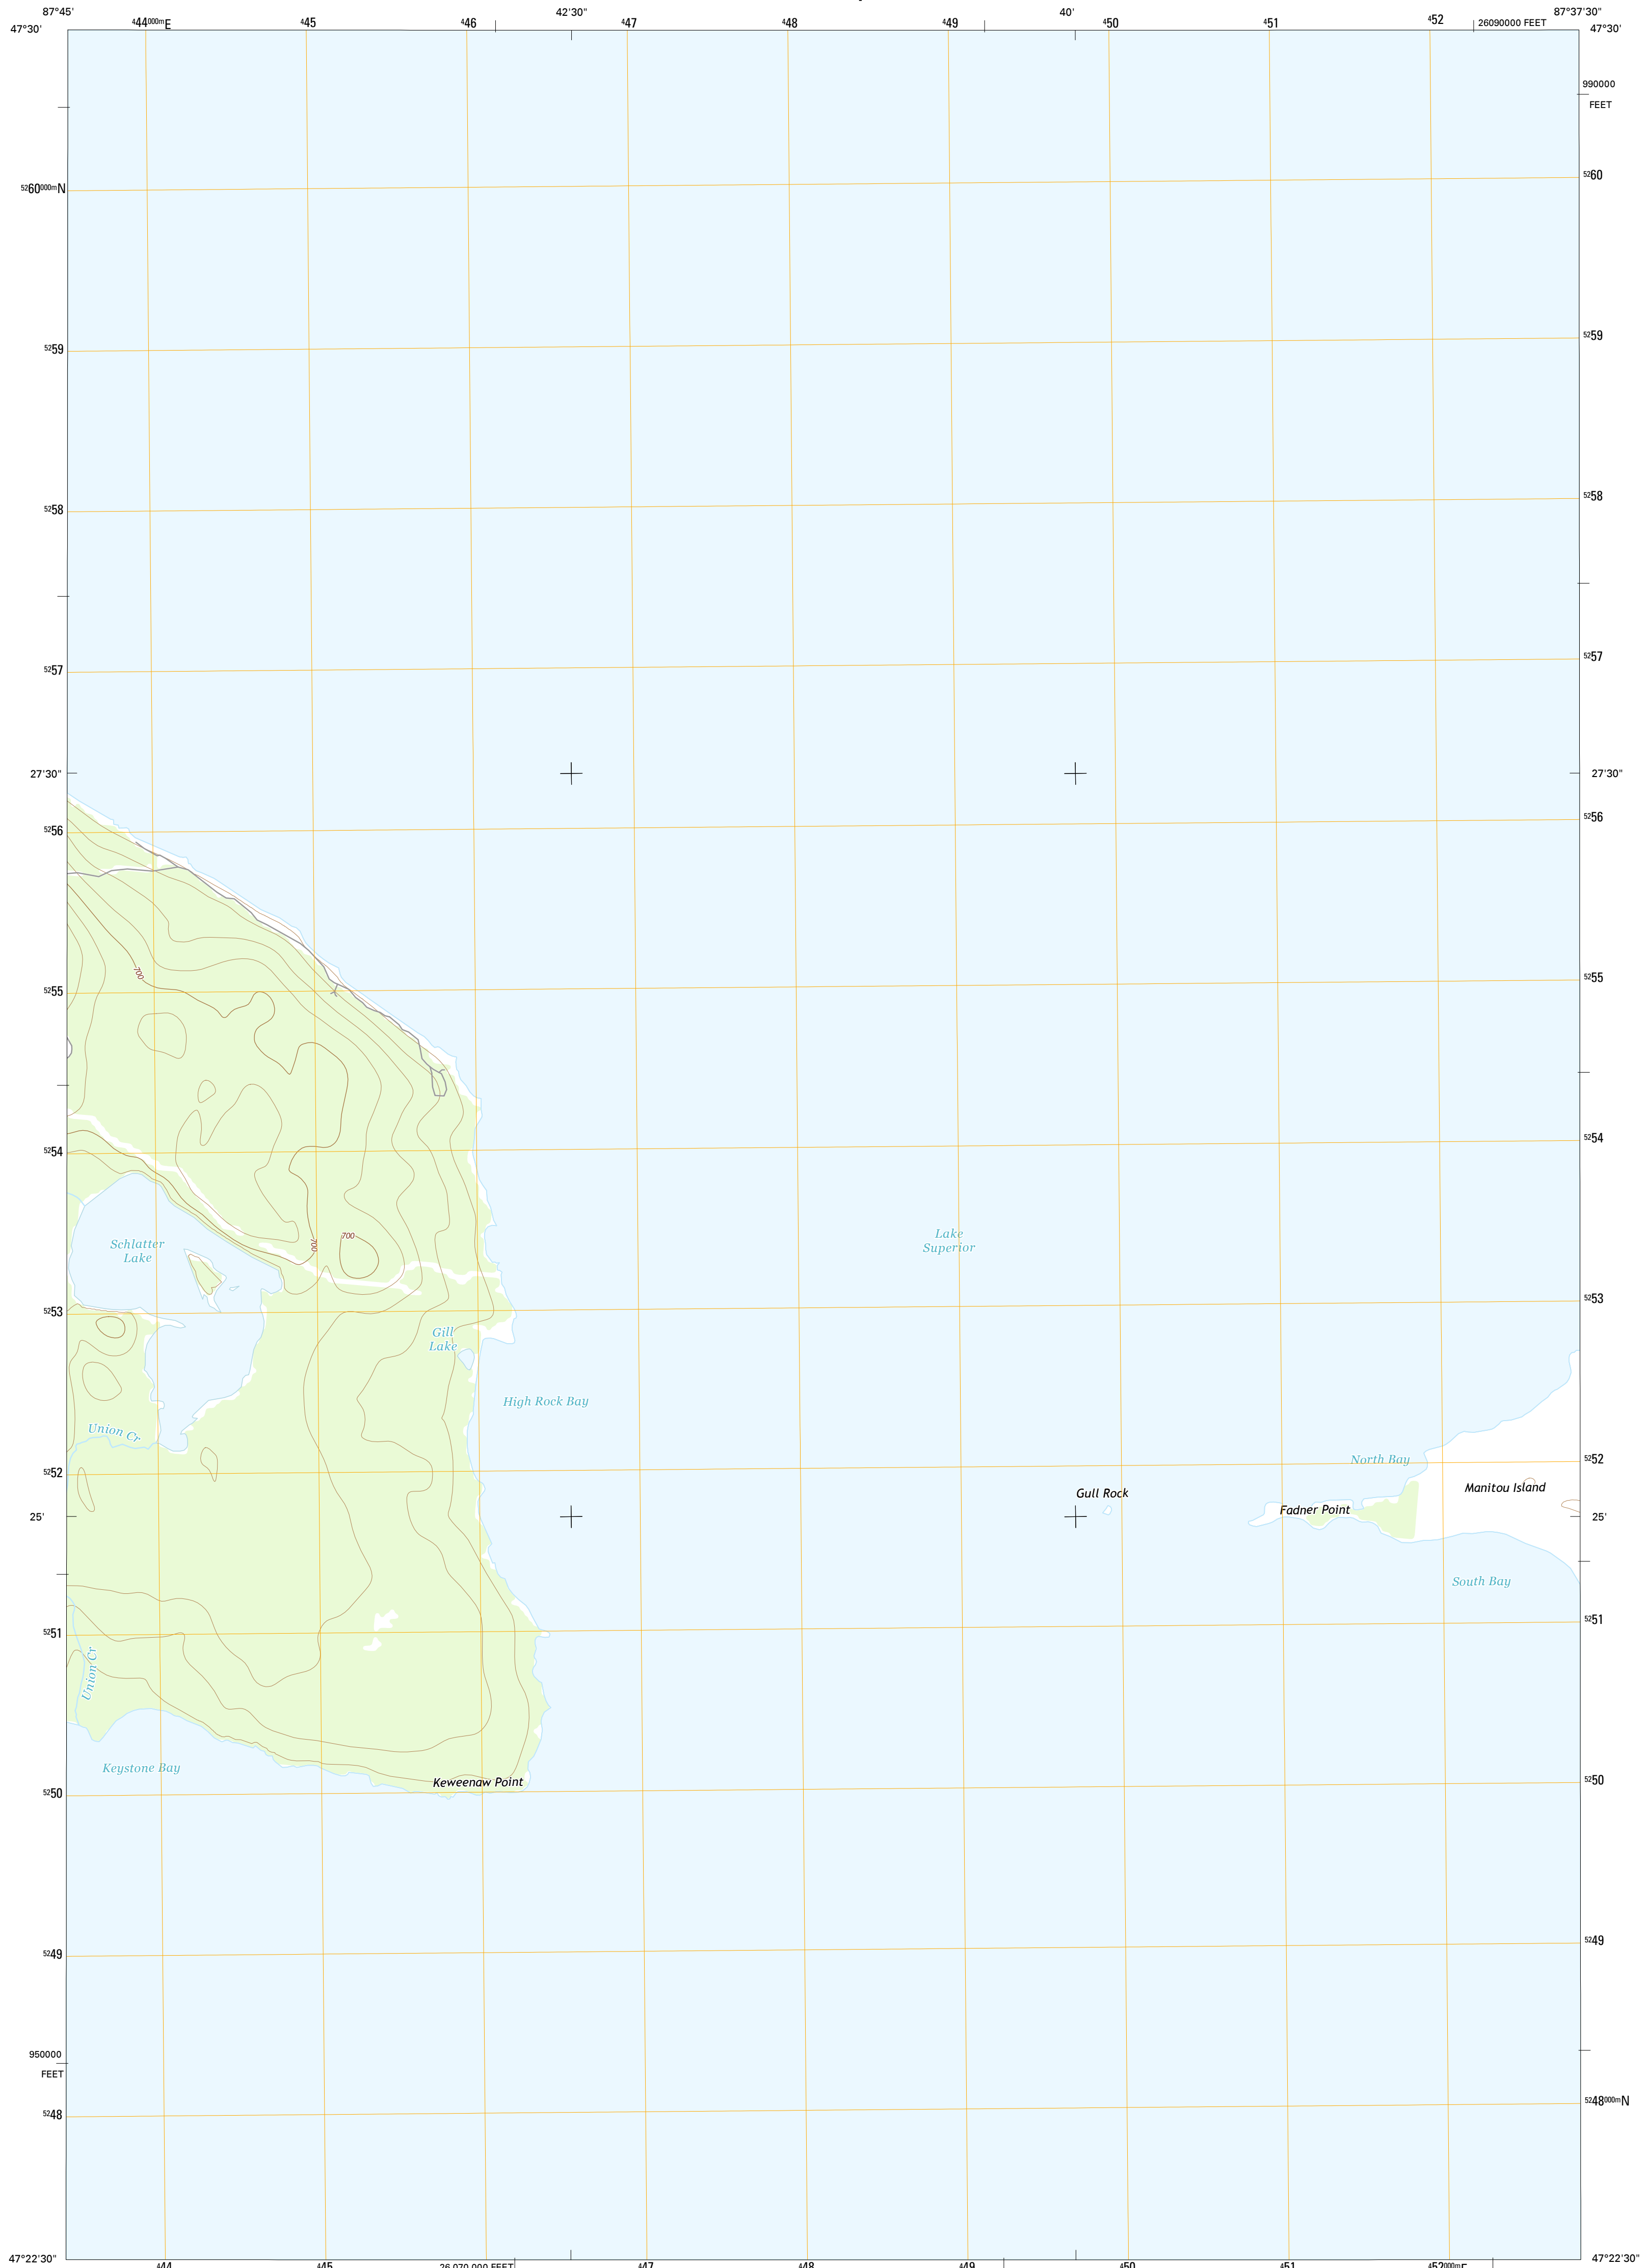 87°45' 444000mE 445 446 42'30" 447 448 449 40' 450 451 452 26090000 FEET 87°37'30"
47°30' 47°30'
990000
FEET
5260000mN 5260
5259 5259
5258 5258
5257 5257
27'30" 27'30"
5256 5256
700
5255 5255
5254 5254
700 700
Schlatter
Lake
Lake
Superior
5253 5253
Gill
Lake
High Rock Bay
Union Cr
North Bay
5252 5252
Manitou Island
Gull Rock
Fadner Point
25' 25'
South Bay
5251 5251
Union Cr
Keystone Bay
Keweenaw Point
5250 5250
5249 5249
950000
FEET
5248 5248000mN
47°22'30" 47°22'30"
444 445 26 070 000 FEET 447 448 449 450 451 452000mE